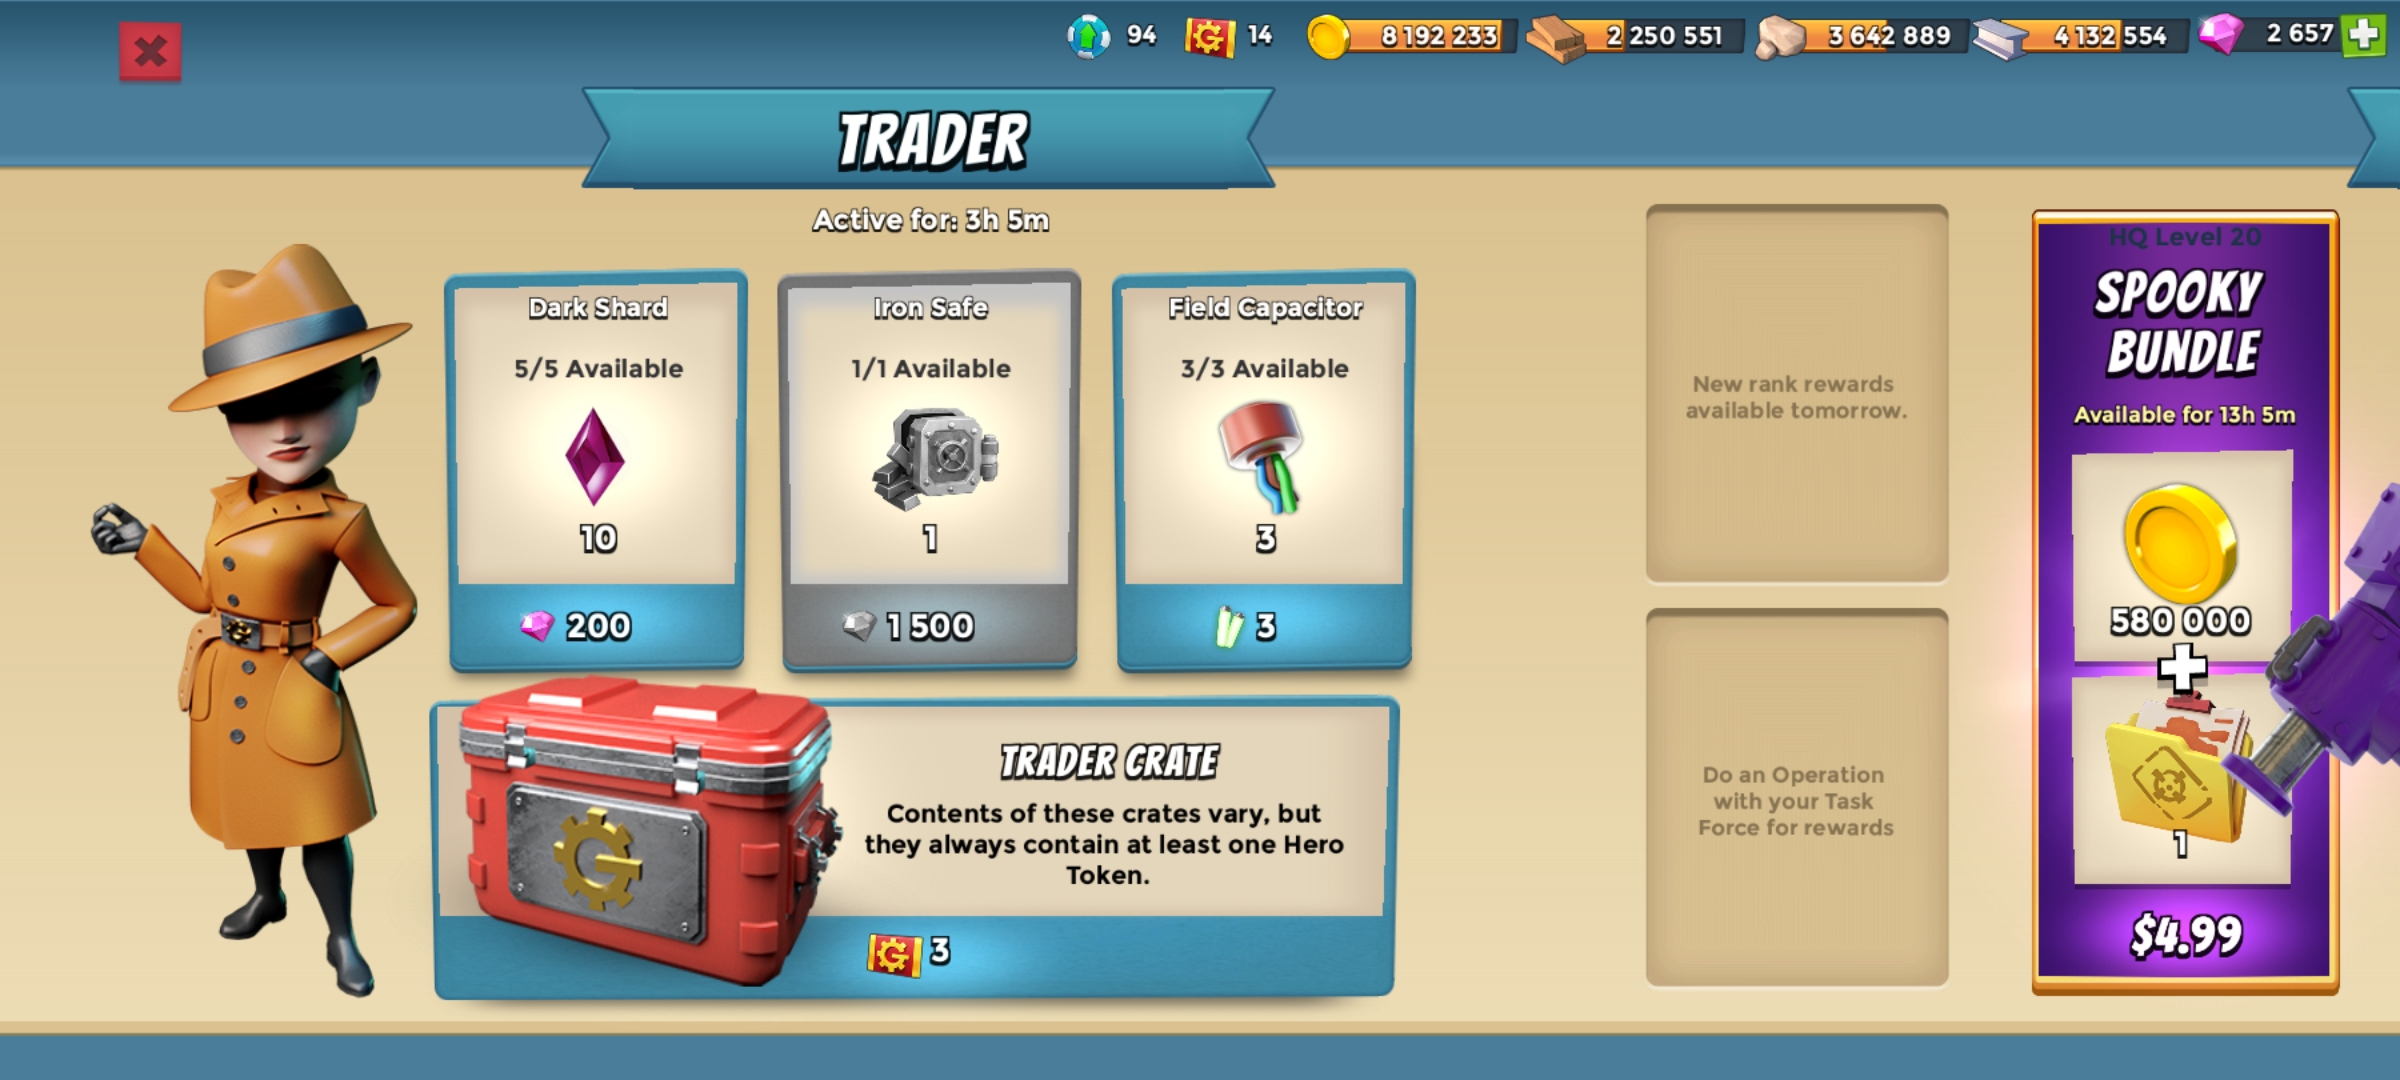 94
14
8 192 233
2 250 551
3 642 889
4 132 554
2 657
TRADER
Active for: 3h 5m
Dark Shard
5/5 Available
10
200
Iron Safe
1/1 Available
1
1 500
Field Capacitor
3/3 Available
3
3
TRADER CRATE
Contents of these crates vary, but
they always contain at least one Hero
Token.
3
New rank rewards
available tomorrow.
Do an Operation
with your Task
Force for rewards
HQ Level 20
SPOOKY
BUNDLE
Available for 13h 5m
580 000
1
$4.99